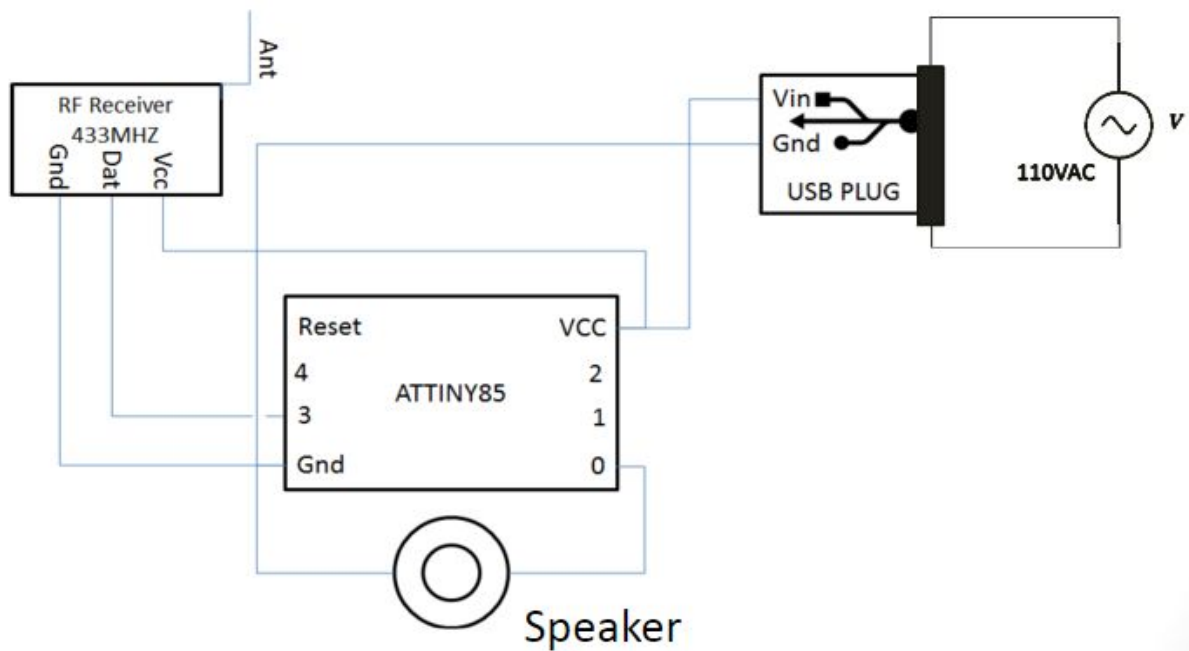 Ant
RF Receiver
433MHZ
Gnd
Dat
Vcc
Vin
Gnd
USB PLUG
110VAC
V
Reset
VCC
4
2
ATTINY85
3
1
Gnd
0
Speaker